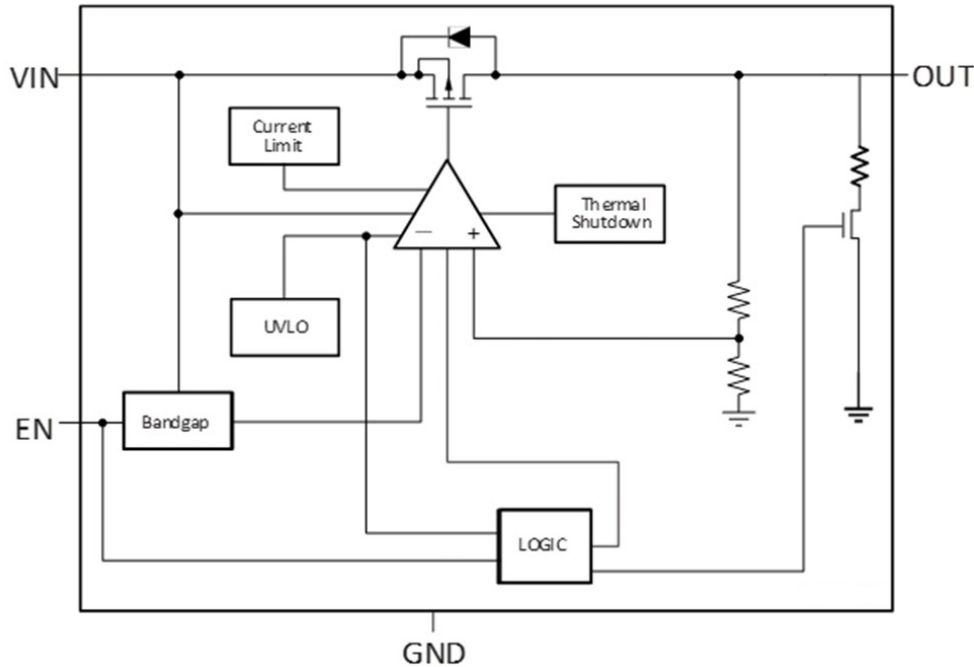 VIN
OUT
Current
Limit
Thermal
Shutdown
— +
UVLO
EN
Bandgap
LOGIC
GND